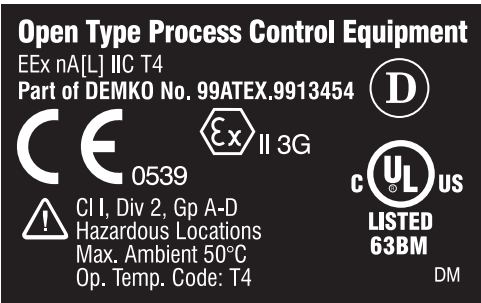 Open Type Process Control Equipment
EEx nA[L] IIC T4
Part of DEMKO No. 99ATEX.9913454
D
CE 0539
Ex II 3G
C UL US
®
LISTED
63BM
Cl I, Div 2, Gp A-D
Hazardous Locations
Max. Ambient 50°C
Op. Temp. Code: T4
DM